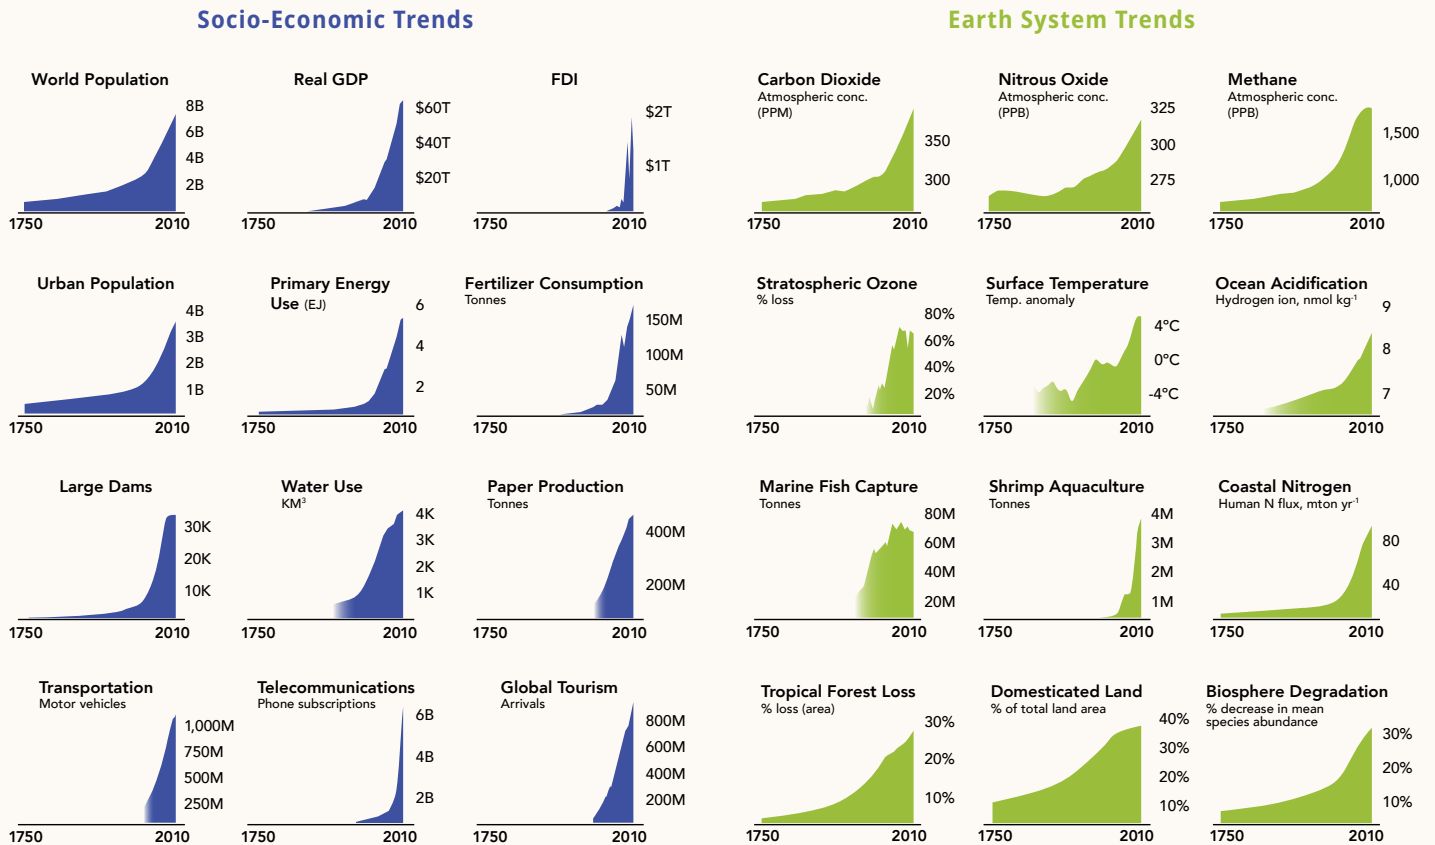 Socio-Economic Trends
World Population
8B
6B
4B
2B
1750
2010
Real GDP
$60T
$40T
$20T
1750
2010
FDI
$2T
$1T
1750
2010
Urban Population
4B
3B
2B
1B
1750
2010
Primary Energy
Use (EJ)
6
4
2
1750
2010
Fertilizer Consumption
Tonnes
150M
100M
50M
1750
2010
Large Dams
30K
20K
10K
1750
2010
Water Use
KM³
4K
3K
2K
1K
1750
2010
Paper Production
Tonnes
400M
200M
1750
2010
Transportation
Motor vehicles
1,000M
750M
500M
250M
1750
2010
Telecommunications
Phone subscriptions
6B
4B
2B
1750
2010
Global Tourism
Arrivals
800M
600M
400M
200M
1750
2010
Earth System Trends
Carbon Dioxide
Atmospheric conc.
(PPM)
350
300
1750
2010
Nitrous Oxide
Atmospheric conc.
(PPB)
325
300
275
1750
2010
Methane
Atmospheric conc.
(PPB)
1,500
1,000
1750
2010
Stratospheric Ozone
% loss
80%
60%
40%
20%
1750
2010
Surface Temperature
Temp. anomaly
4°C
0°C
-4°C
1750
2010
Ocean Acidification
Hydrogen ion, nmol kg⁻¹
9
8
7
1750
2010
Marine Fish Capture
Tonnes
80M
60M
40M
20M
1750
2010
Shrimp Aquaculture
Tonnes
4M
3M
2M
1M
1750
2010
Coastal Nitrogen
Human N flux, mton yr⁻¹
80
40
1750
2010
Tropical Forest Loss
% loss (area)
30%
20%
10%
1750
2010
Domesticated Land
% of total land area
40%
30%
20%
10%
1750
2010
Biosphere Degradation
% decrease in mean
species abundance
30%
20%
10%
1750
2010